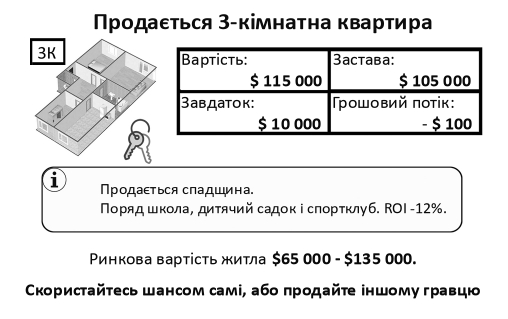 Продається 3-кімнатна квартира
3К
Вартість:
$ 115 000
Застава:
$ 105 000
Завдаток:
$ 10 000
Грошовий потік:
- $ 100
i
Продається спадщина.
Поряд школа, дитячий садок і спортклуб. ROI -12%.
Ринкова вартість житла $65 000 - $135 000.
Скористайтесь шансом самі, або продайте іншому гравцю